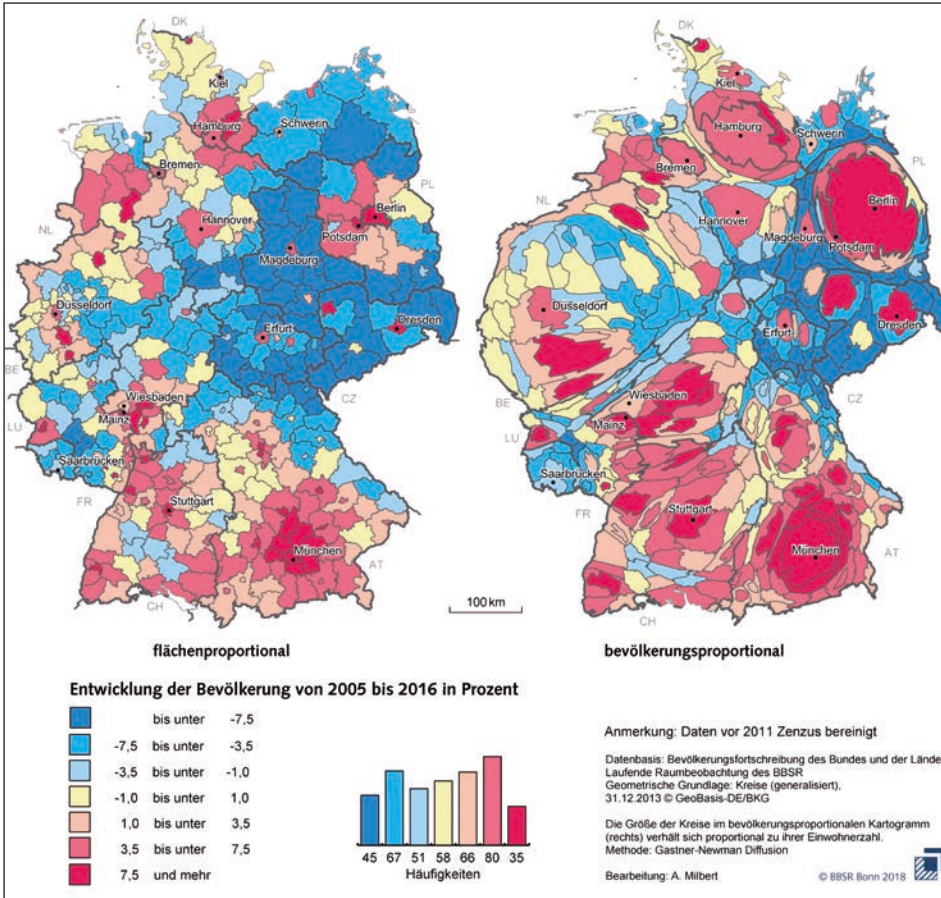 DK
Kiel
Hamburg
Schwerin
Bremen
PL
NL
Hannover
Berlin
Potsdam
Magdeburg
Düsseldorf
Erfurt
Dresden
BE
Wiesbaden
Mainz
CZ
LU
Saarbrücken
FR
Stuttgart
München
AT
CH
DK
Kiel
Hamburg
Schwerin
Bremen
PL
NL
Berlin
Hannover
Magdeburg
Potsdam
Düsseldorf
Erfurt
Dresden
BE
Wiesbaden
Mainz
CZ
LU
Saarbrücken
FR
Stuttgart
München
AT
CH
100 km
flächenproportional
bevölkerungsproportional
Entwicklung der Bevölkerung von 2005 bis 2016 in Prozent
bis unter -7,5
-7,5 bis unter -3,5
-3,5 bis unter -1,0
-1,0 bis unter 1,0
1,0 bis unter 3,5
3,5 bis unter 7,5
7,5 und mehr
45 67 51 58 66 80 35
Häufigkeiten
Anmerkung: Daten vor 2011 Zenzus bereinigt
Datenbasis: Bevölkerungsfortschreibung des Bundes und der Lände
Laufende Raumbeobachtung des BBSR
Geometrische Grundlage: Kreise (generalisiert),
31.12.2013 © GeoBasis-DE/BKG
Die Größe der Kreise im bevölkerungsproportionalen Kartogramm
(rechts) verhält sich proportional zu ihrer Einwohnerzahl.
Methode: Gastner-Newman Diffusion
Bearbeitung: A. Milbert
© BBSR Bonn 2018